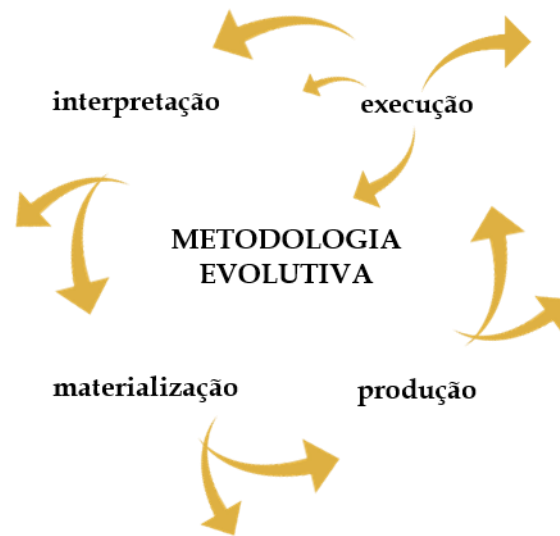 interpretação
execução
METODOLOGIA
EVOLUTIVA
materialização
produção